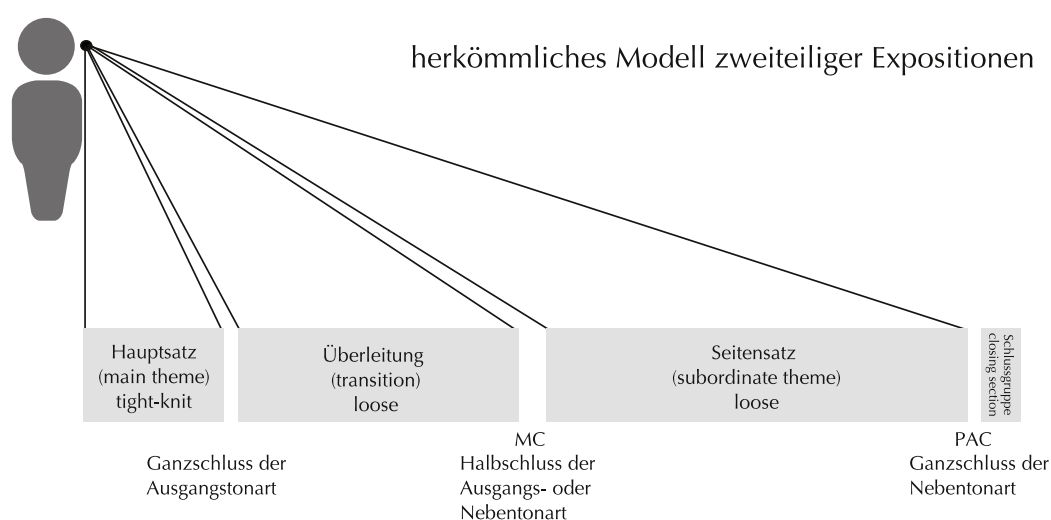 herkömmliches Modell zweiteiliger Expositionen
Hauptsatz
(main theme)
tight-knit
Überleitung
(transition)
loose
Seitensatz
(subordinate theme)
loose
Schlussgruppe
closing section
Ganzschluss der
Ausgangstonart
MC
Halbschluss der
Ausgangs- oder
Nebentonart
PAC
Ganzschluss der
Nebentonart